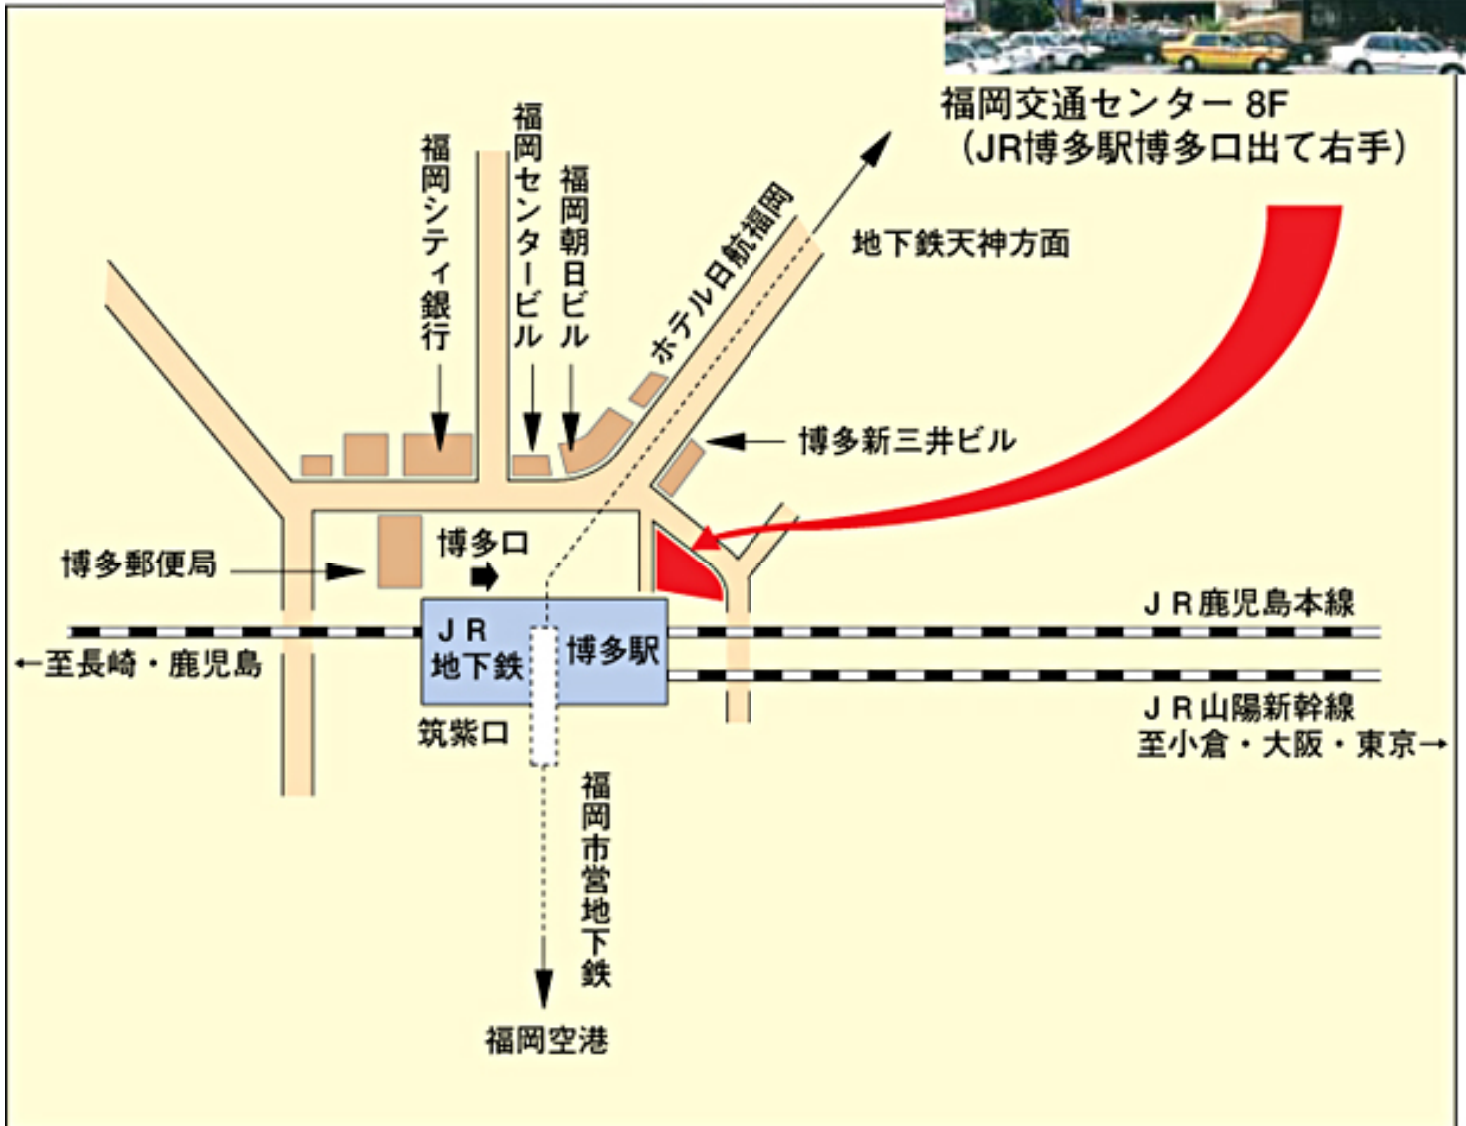 福岡交通センター 8F
（JR博多駅博多口出て右手）
福岡シティ銀行
福岡センタービル
福岡朝日ビル
ホテル日航福岡
地下鉄天神方面
博多新三井ビル
博多郵便局
博多口
ＪＲ
地下鉄
博多駅
ＪＲ鹿児島本線
←至長崎・鹿児島
筑紫口
ＪＲ山陽新幹線
至小倉・大阪・東京→
福岡市営地下鉄
福岡空港